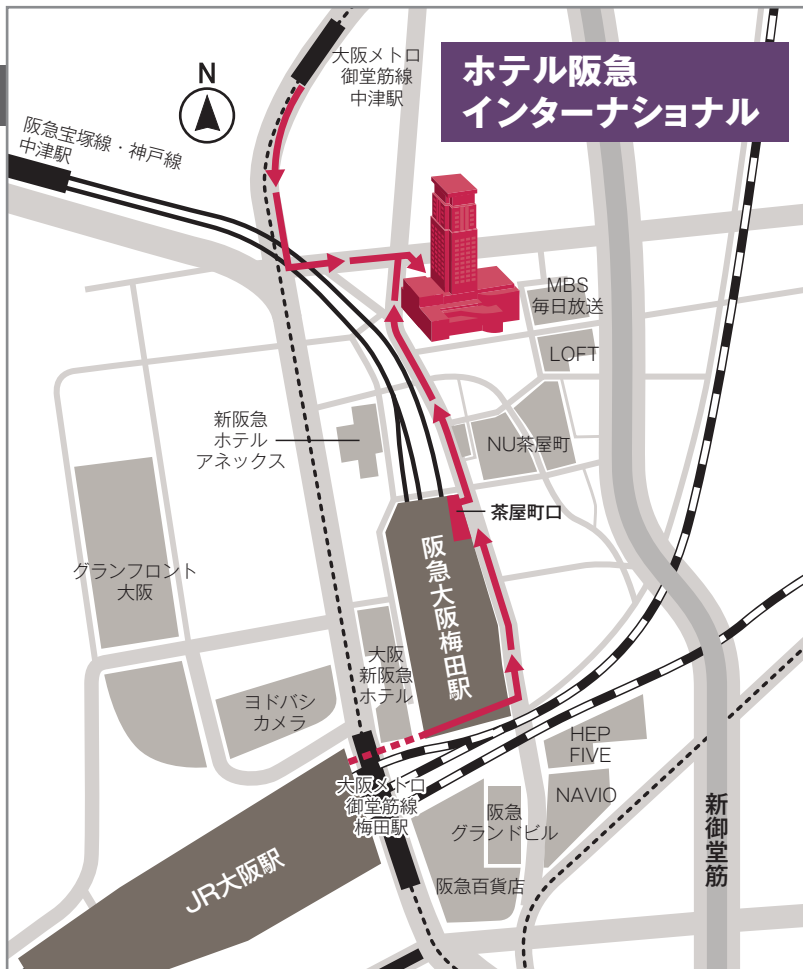 大阪メトロ
御堂筋線
中津駅
ホテル阪急
インターナショナル
N
阪急宝塚線・神戸線
中津駅
MBS
毎日放送
LOFT
新阪急
ホテル
アネックス
NU茶屋町
茶屋町口
グランフロント
大阪
阪急大阪梅田駅
大阪
新阪急
ホテル
ヨドバシ
カメラ
HEP
FIVE
大阪メトロ
御堂筋線
梅田駅
NAVIO
阪急
グランドビル
新御堂筋
JR大阪駅
阪急百貨店